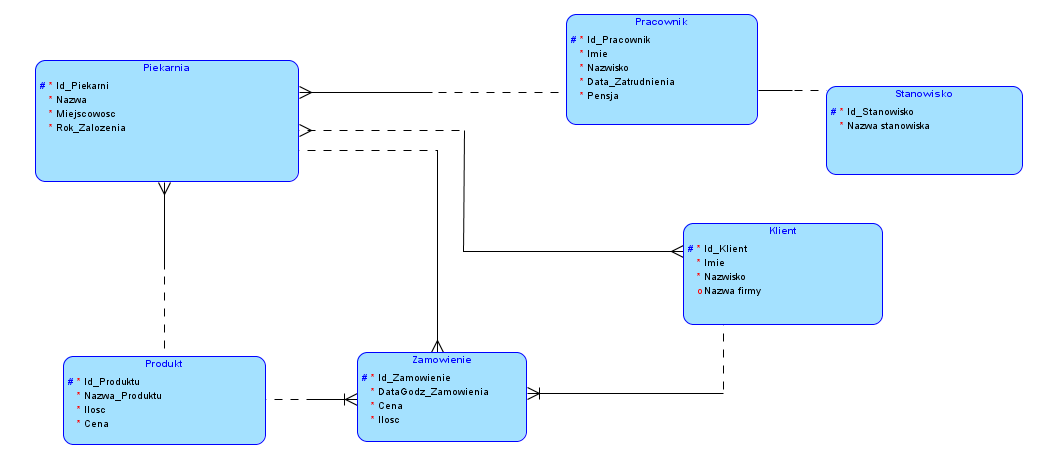 Pracownik
# * Id_Pracownik
* Imie
* Nazwisko
* Data_Zatrudnienia
* Pensja
Piekarnia
# * Id_Piekarni
* Nazwa
* Miejscowosc
* Rok_Zalozenia
Stanowisko
# * Id_Stanowisko
* Nazwa stanowiska
Klient
# * Id_Klient
* Imie
* Nazwisko
o Nazwa firmy
Produkt
# * Id_Produktu
* Nazwa_Produktu
* Ilosc
* Cena
Zamowienie
# * Id_Zamowienie
* DataGodz_Zamowienia
* Cena
* Ilosc